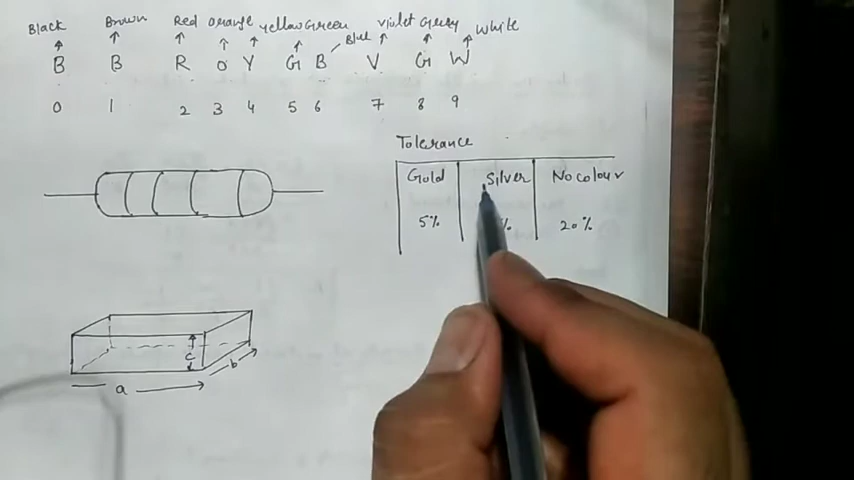 Black Brown Red orange yellow Green Blue violet Grey White
B B R O Y G B V G W
0 1 2 3 4 5 6 7 8 9
Tolerance
Gold Silver No colour
5% % 20%
c
b
a